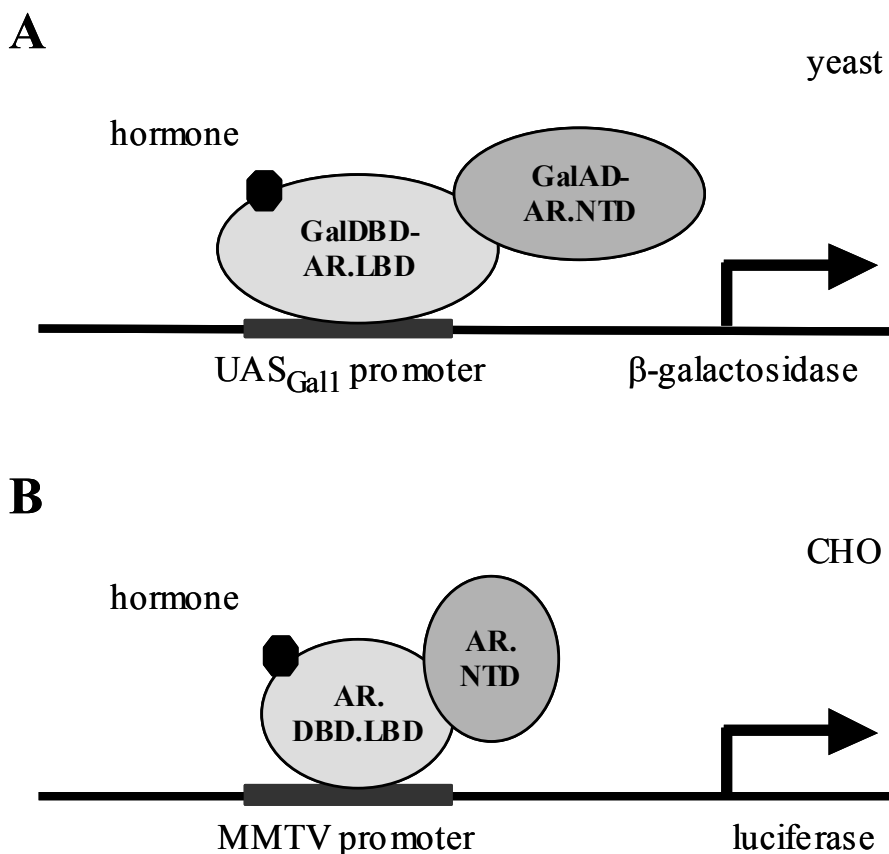 A
yeast
hormone
GalDBD-
AR.LBD
GalAD-
AR.NTD
UASGal1 promoter
β-galactosidase
B
CHO
hormone
AR.
DBD.LBD
AR.
NTD
MMTV promoter
luciferase